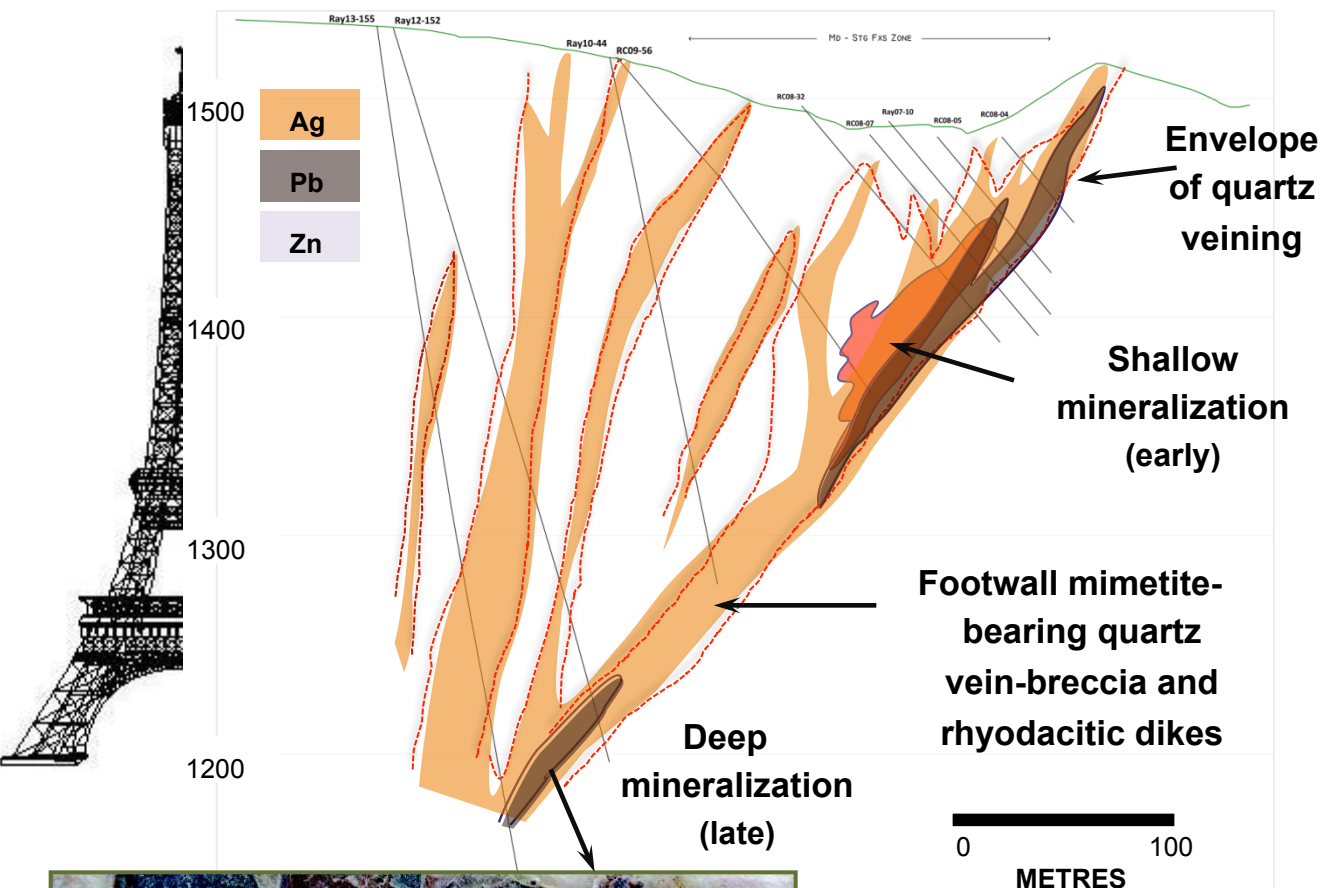 Ray13-155
Ray12-152
Ray10-44
RC09-56
MD - STG FXS ZONE
RC08-32
RC08-07
Ray07-10
RC08-05
RC08-04
1500
1400
1300
1200
Ag
Pb
Zn
Envelope
of quartz
veining
Shallow
mineralization
(early)
Footwall mimetite-
bearing quartz
vein-breccia and
rhyodacitic dikes
Deep
mineralization
(late)
0 100
METRES